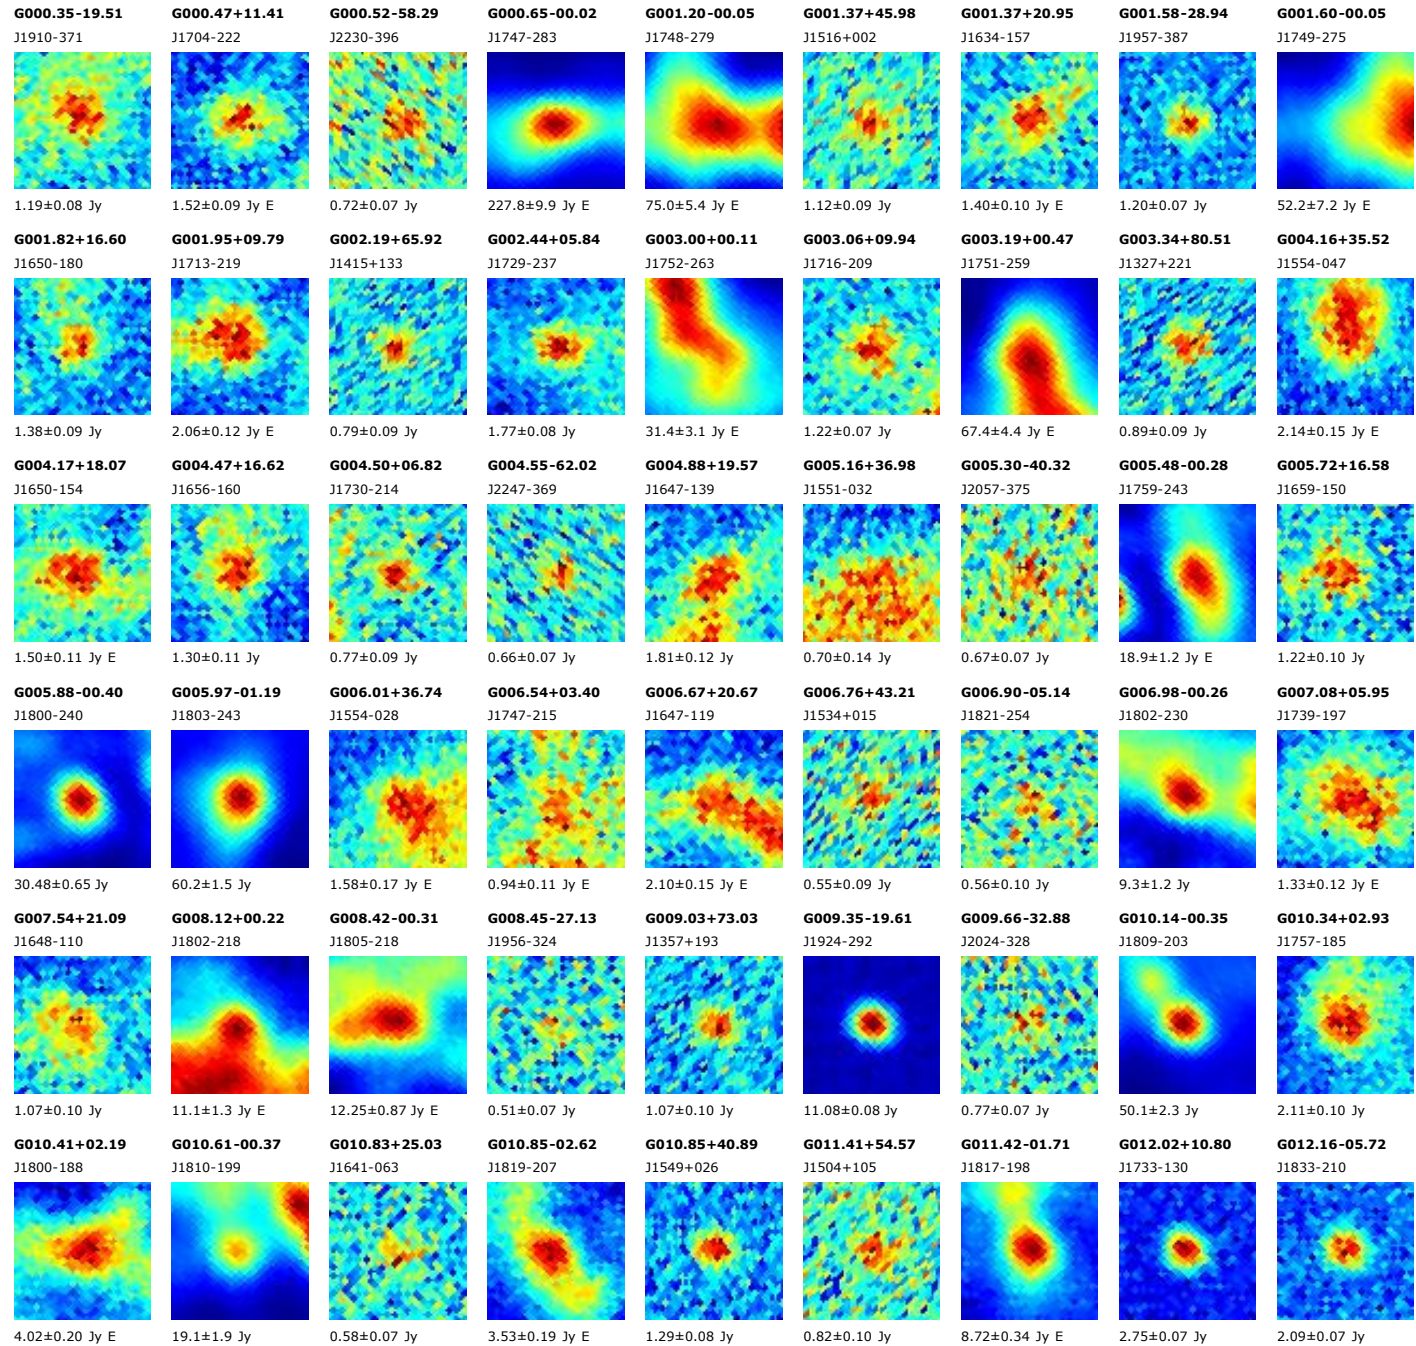 G000.35-19.51 G000.47+11.41 G000.52-58.29 G000.65-00.02 G001.20-00.05 G001.37+45.98 G001.37+20.95 G001.58-28.94 G001.60-00.05
J1910-371 J1704-222 J2230-396 J1747-283 J1748-279 J1516+002 J1634-157 J1957-387 J1749-275
1.19±0.08 Jy 1.52±0.09 Jy E 0.72±0.07 Jy 227.8±9.9 Jy E 75.0±5.4 Jy E 1.12±0.09 Jy 1.40±0.10 Jy E 1.20±0.07 Jy 52.2±7.2 Jy E
G001.82+16.60 G001.95+09.79 G002.19+65.92 G002.44+05.84 G003.00+00.11 G003.06+09.94 G003.19+00.47 G003.34+80.51 G004.16+35.52
J1650-180 J1713-219 J1415+133 J1729-237 J1752-263 J1716-209 J1751-259 J1327+221 J1554-047
1.38±0.09 Jy 2.06±0.12 Jy E 0.79±0.09 Jy 1.77±0.08 Jy 31.4±3.1 Jy E 1.22±0.07 Jy 67.4±4.4 Jy E 0.89±0.09 Jy 2.14±0.15 Jy E
G004.17+18.07 G004.47+16.62 G004.50+06.82 G004.55-62.02 G004.88+19.57 G005.16+36.98 G005.30-40.32 G005.48-00.28 G005.72+16.58
J1650-154 J1656-160 J1730-214 J2247-369 J1647-139 J1551-032 J2057-375 J1759-243 J1659-150
1.50±0.11 Jy E 1.30±0.11 Jy 0.77±0.09 Jy 0.66±0.07 Jy 1.81±0.12 Jy 0.70±0.14 Jy 0.67±0.07 Jy 18.9±1.2 Jy E 1.22±0.10 Jy
G005.88-00.40 G005.97-01.19 G006.01+36.74 G006.54+03.40 G006.67+20.67 G006.76+43.21 G006.90-05.14 G006.98-00.26 G007.08+05.95
J1800-240 J1803-243 J1554-028 J1747-215 J1647-119 J1534+015 J1821-254 J1802-230 J1739-197
30.48±0.65 Jy 60.2±1.5 Jy 1.58±0.17 Jy E 0.94±0.11 Jy E 2.10±0.15 Jy E 0.55±0.09 Jy 0.56±0.10 Jy 9.3±1.2 Jy 1.33±0.12 Jy E
G007.54+21.09 G008.12+00.22 G008.42-00.31 G008.45-27.13 G009.03+73.03 G009.35-19.61 G009.66-32.88 G010.14-00.35 G010.34+02.93
J1648-110 J1802-218 J1805-218 J1956-324 J1357+193 J1924-292 J2024-328 J1809-203 J1757-185
1.07±0.10 Jy 11.1±1.3 Jy E 12.25±0.87 Jy E 0.51±0.07 Jy 1.07±0.10 Jy 11.08±0.08 Jy 0.77±0.07 Jy 50.1±2.3 Jy 2.11±0.10 Jy
G010.41+02.19 G010.61-00.37 G010.83+25.03 G010.85-02.62 G010.85+40.89 G011.41+54.57 G011.42-01.71 G012.02+10.80 G012.16-05.72
J1800-188 J1810-199 J1641-063 J1819-207 J1549+026 J1504+105 J1817-198 J1733-130 J1833-210
4.02±0.20 Jy E 19.1±1.9 Jy 0.58±0.07 Jy 3.53±0.19 Jy E 1.29±0.08 Jy 0.82±0.10 Jy 8.72±0.34 Jy E 2.75±0.07 Jy 2.09±0.07 Jy